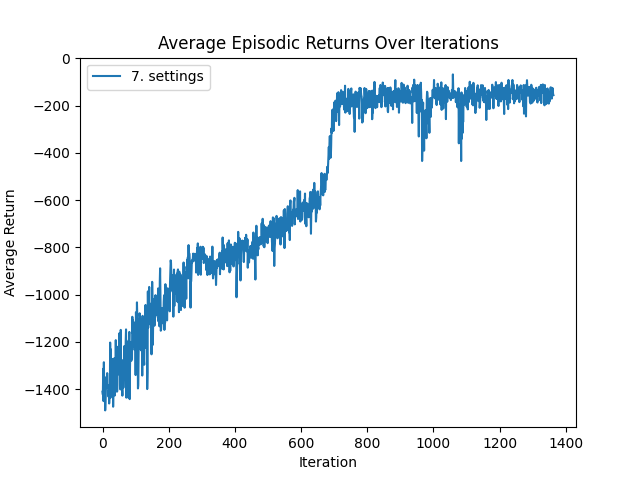 Average Episodic Returns Over Iterations
7. settings
0
−200
−400
−600
−800
−1000
−1200
−1400
Average Return
0 200 400 600 800 1000 1200 1400
Iteration